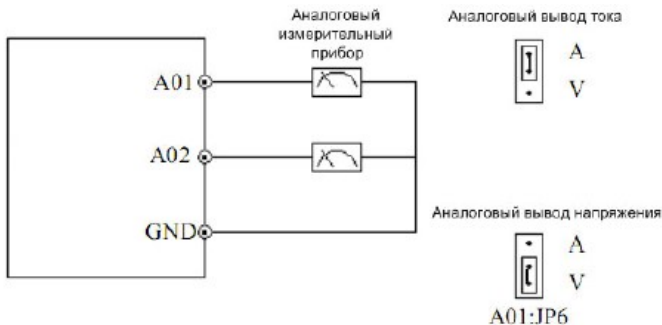 Аналоговый
измерительный
прибор
A01
A02
GND
Аналоговый вывод тока
A
V
Аналоговый вывод напряжения
A
V
A01:JP6